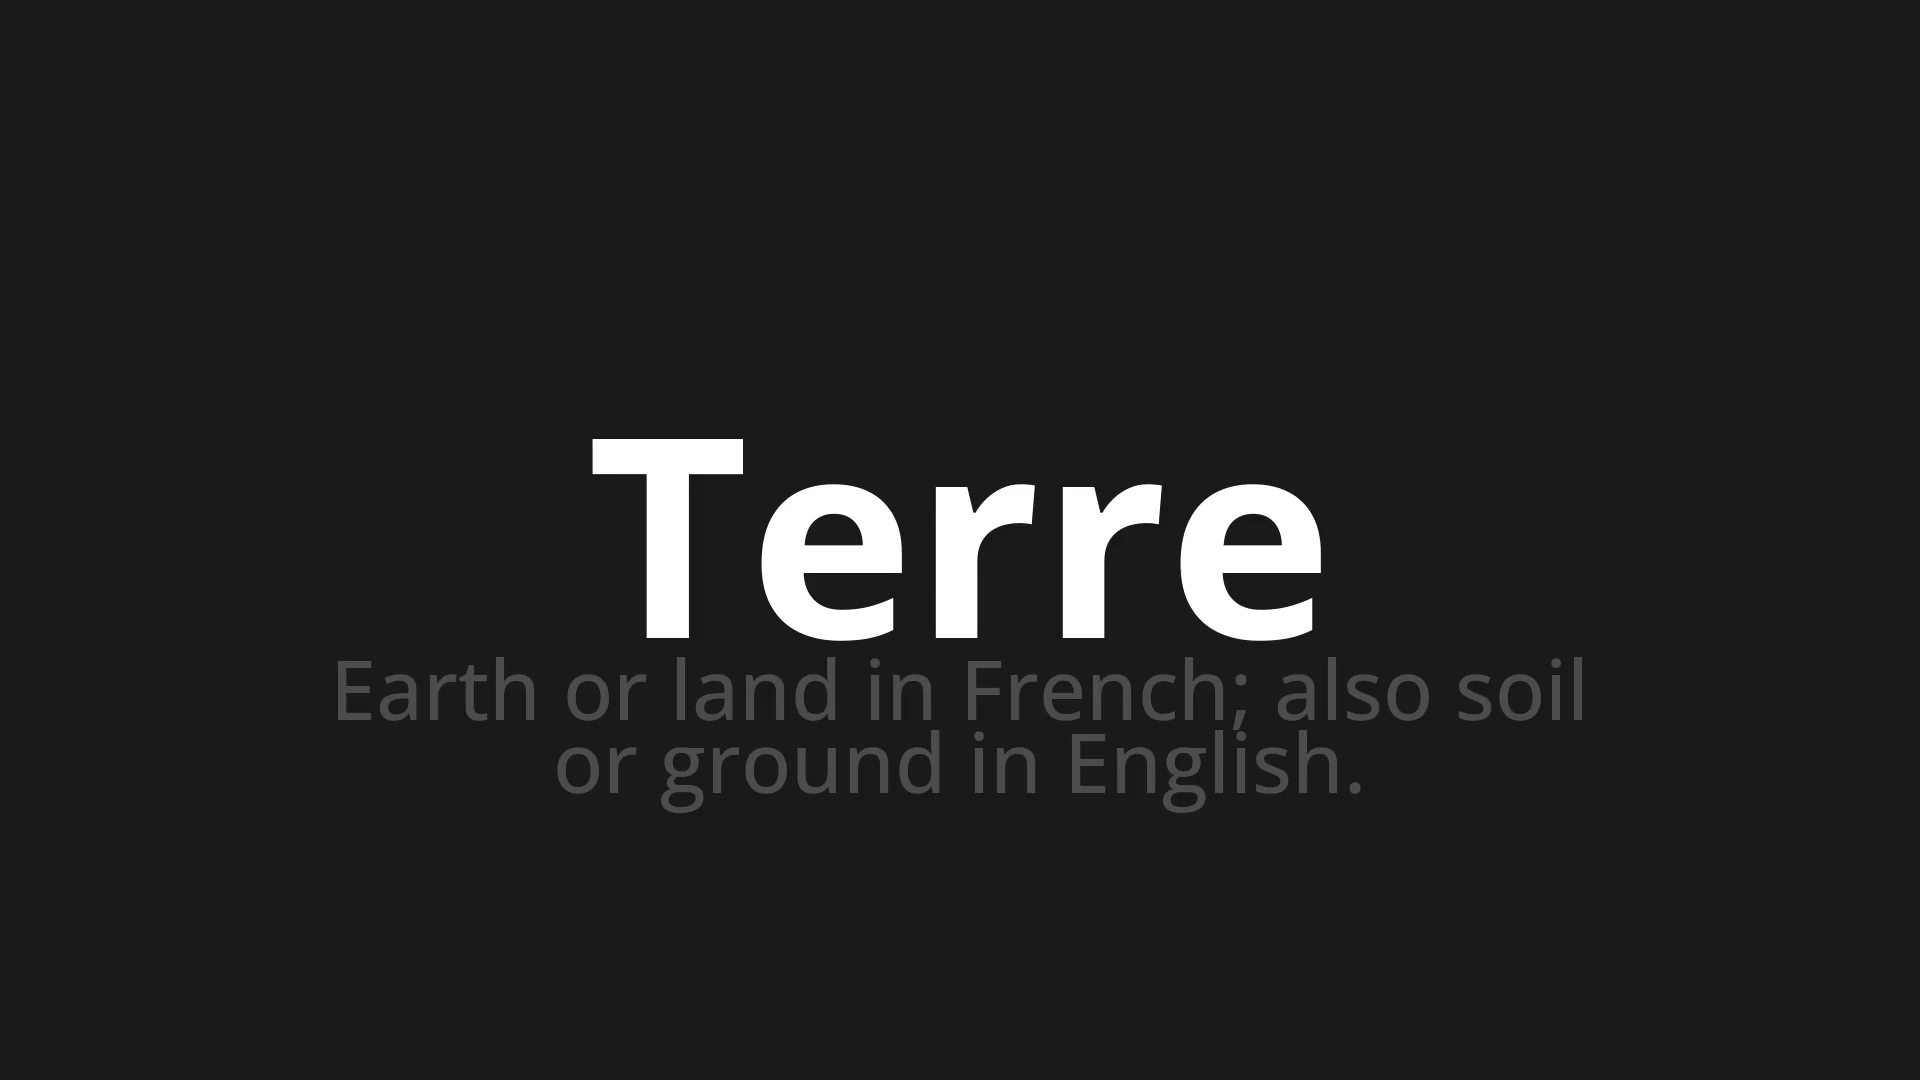 Terre
Earth or land in French; also soil
or ground in English.